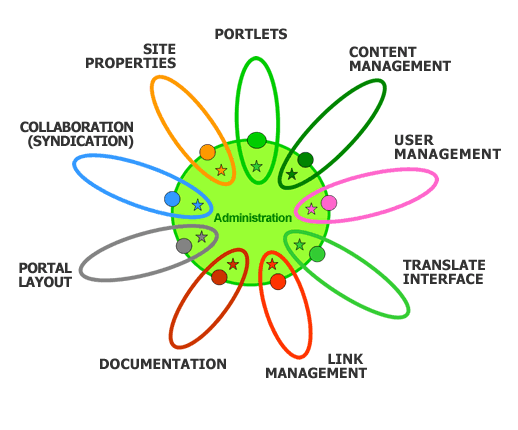 PORTLETS
SITE
PROPERTIES
CONTENT
MANAGEMENT
COLLABORATION
(SYNDICATION)
USER
MANAGEMENT
Administration
PORTAL
LAYOUT
TRANSLATE
INTERFACE
DOCUMENTATION
LINK
MANAGEMENT